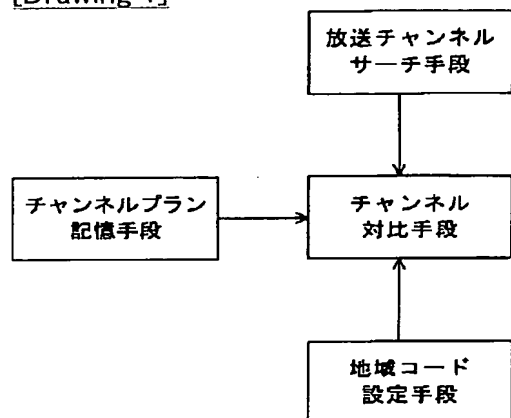 [Drawing 1]
放送チャンネル
サーチ手段
チャンネルプラン
記憶手段
チャンネル
対比手段
地域コード
設定手段